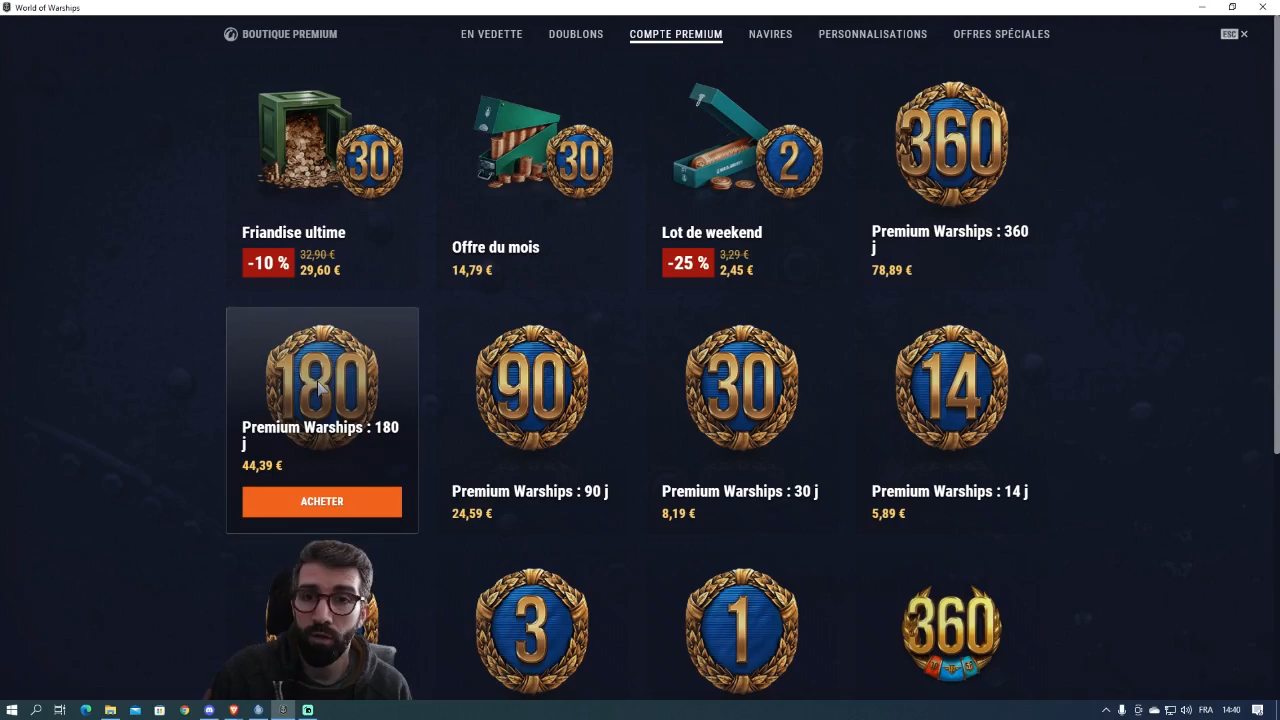 World of Warships
BOUTIQUE PREMIUM
EN VEDETTE
DOUBLONS
COMPTE PREMIUM
NAVIRES
PERSONNALISATIONS
OFFRES SPÉCIALES
ESC
30
30
2
360
Friandise ultime
-10 %
32,90 €
29,60 €
Offre du mois
14,79 €
Lot de weekend
-25 %
3,29 €
2,45 €
Premium Warships : 360
j
78,89 €
180
Premium Warships : 180
j
44,39 €
ACHETER
90
Premium Warships : 90 j
24,59 €
30
Premium Warships : 30 j
8,19 €
14
Premium Warships : 14 j
5,89 €
3
1
360
FRA
14:40